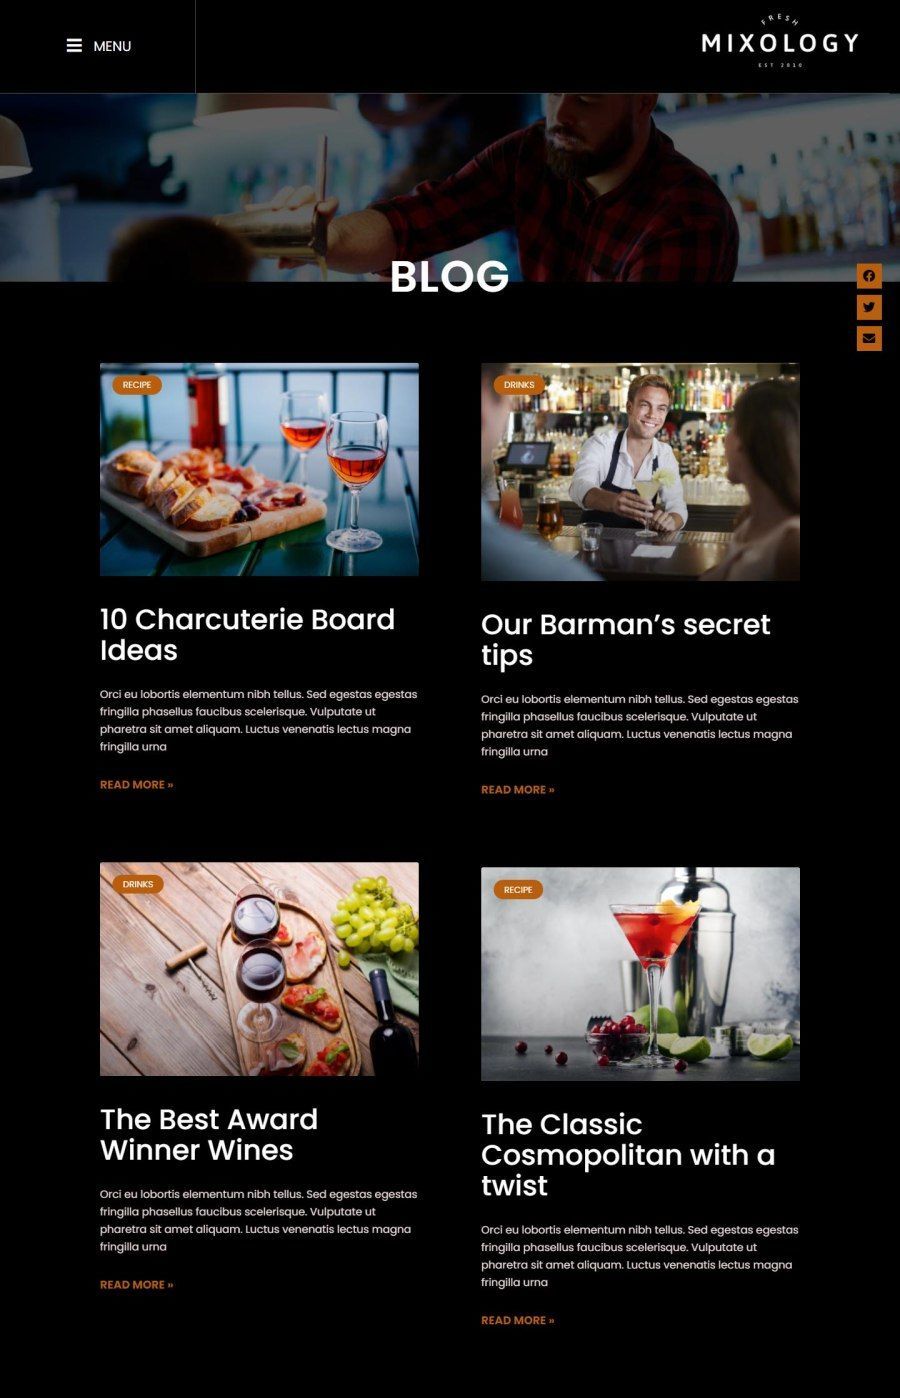 MENU
FRESH
MIXOLOGY
EST 2010
BLOG
RECIPE
10 Charcuterie Board
Ideas
Orci eu lobortis elementum nibh tellus. Sed egestas egestas
fringilla phasellus faucibus scelerisque. Vulputate ut
pharetra sit amet aliquam. Luctus venenatis lectus magna
fringilla urna
READ MORE »
DRINKS
Our Barman’s secret
tips
Orci eu lobortis elementum nibh tellus. Sed egestas egestas
fringilla phasellus faucibus scelerisque. Vulputate ut
pharetra sit amet aliquam. Luctus venenatis lectus magna
fringilla urna
READ MORE »
DRINKS
The Best Award
Winner Wines
Orci eu lobortis elementum nibh tellus. Sed egestas egestas
fringilla phasellus faucibus scelerisque. Vulputate ut
pharetra sit amet aliquam. Luctus venenatis lectus magna
fringilla urna
READ MORE »
RECIPE
The Classic
Cosmopolitan with a
twist
Orci eu lobortis elementum nibh tellus. Sed egestas egestas
fringilla phasellus faucibus scelerisque. Vulputate ut
pharetra sit amet aliquam. Luctus venenatis lectus magna
fringilla urna
READ MORE »